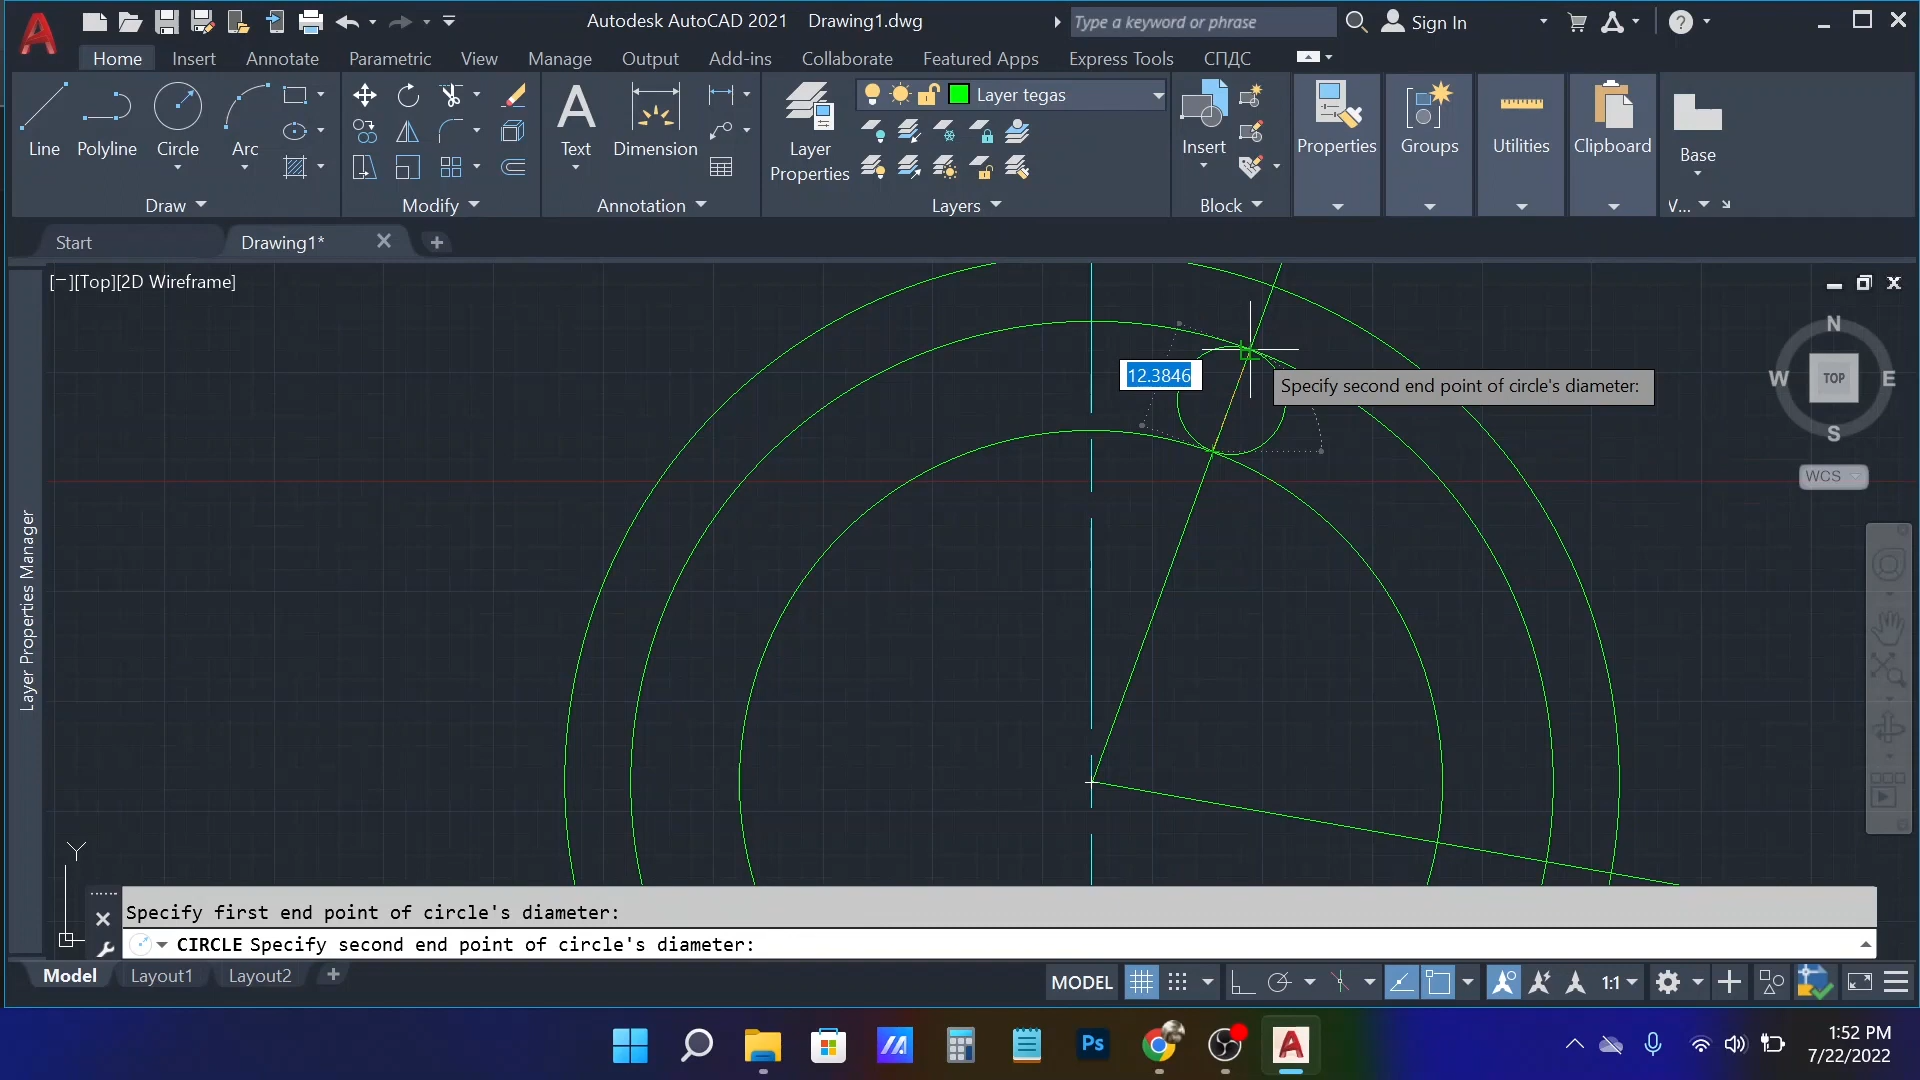 Autodesk AutoCAD 2021 Drawing1.dwg
Type a keyword or phrase
Sign In
Home Insert Annotate Parametric View Manage Output Add-ins Collaborate Featured Apps Express Tools СПДС
Line Polyline Circle Arc
Text Dimension
Layer Properties
Layer tegas
Insert
Properties Groups Utilities Clipboard Base
Draw Modify Annotation Layers Block V...
Start Drawing1*
[−][Top][2D Wireframe]
N
W TOP E
S
WCS
12.3846
Specify second end point of circle's diameter:
Layer Properties Manager
Y
Specify first end point of circle's diameter:
CIRCLE Specify second end point of circle's diameter:
Model Layout1 Layout2
MODEL 1:1
Ps
1:52 PM
7/22/2022